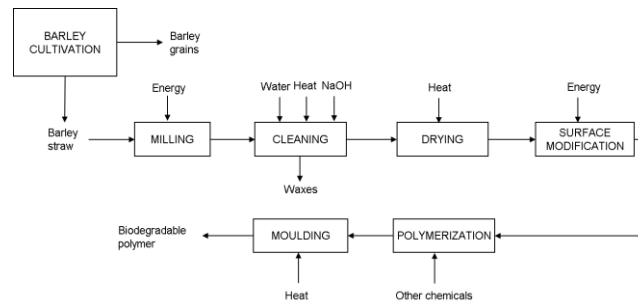 BARLEY
CULTIVATION
Barley
grains
Energy
Water Heat NaOH
Heat
Energy
Barley
straw
MILLING
CLEANING
DRYING
SURFACE
MODIFICATION
Waxes
Biodegradable
polymer
MOULDING
POLYMERIZATION
Heat
Other chemicals